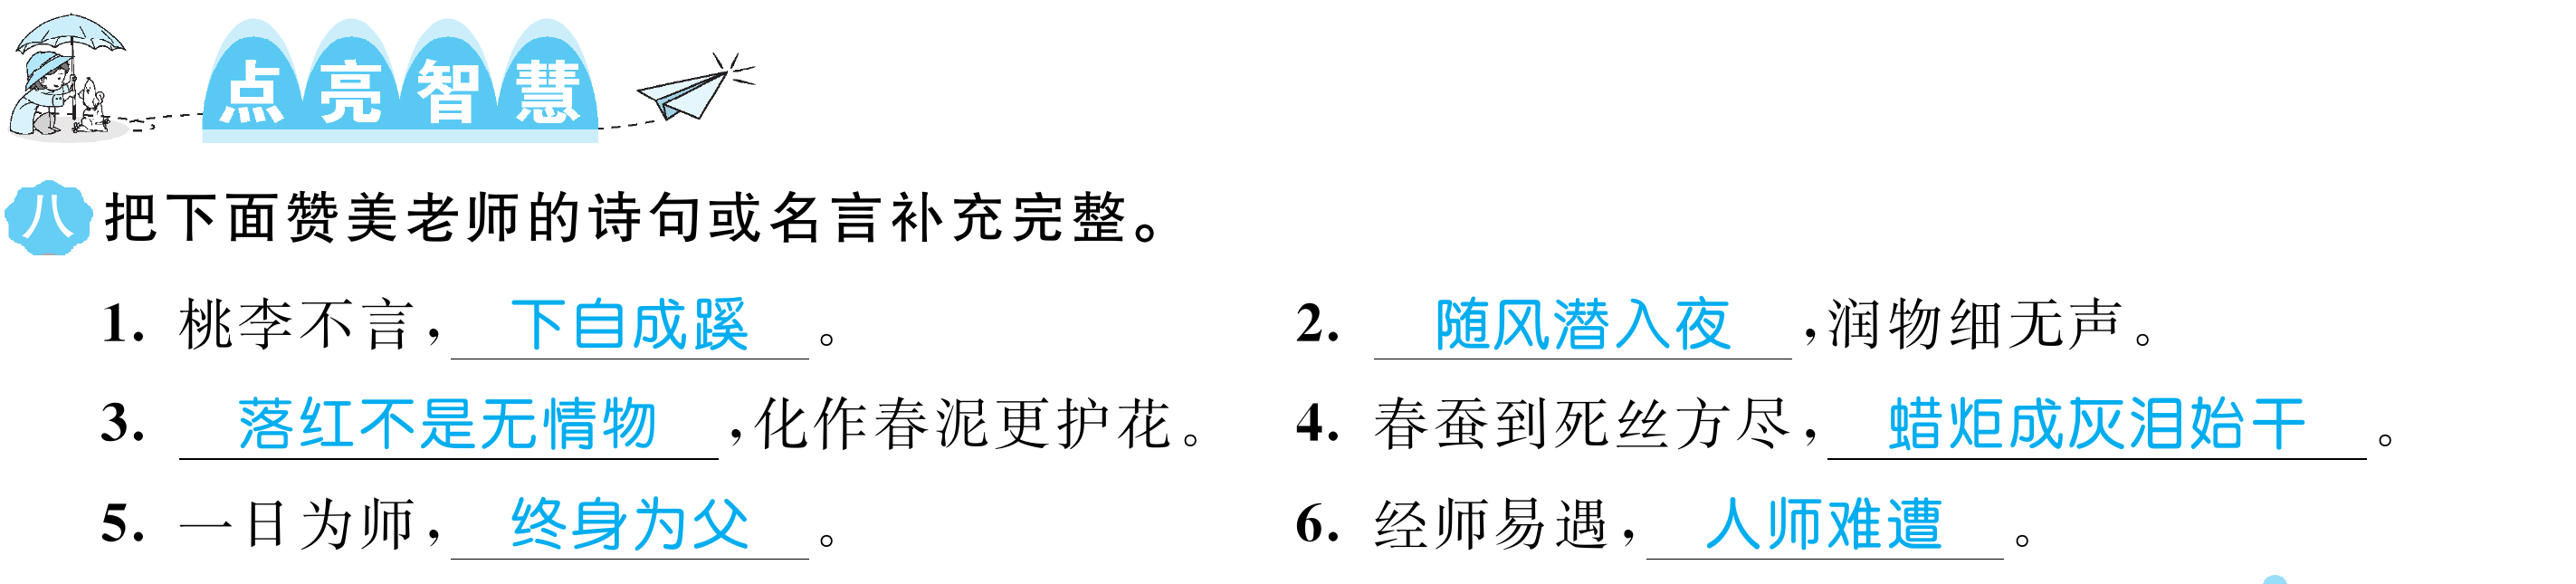 点亮智慧
八 把下面赞美老师的诗句或名言补充完整。
1. 桃李不言，下自成蹊。 2. 随风潜入夜，润物细无声。
3. 落红不是无情物，化作春泥更护花。 4. 春蚕到死丝方尽，蜡炬成灰泪始干。
5. 一日为师，终身为父。 6. 经师易遇，人师难遭。